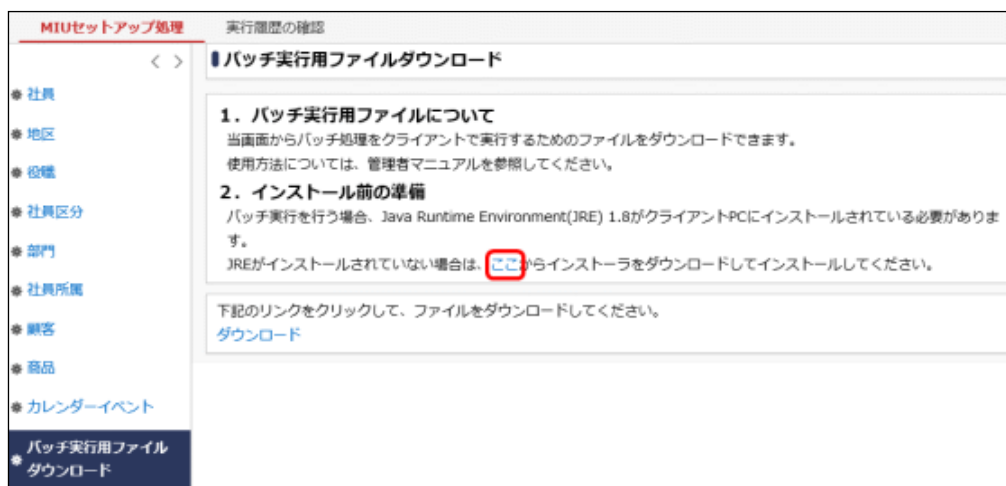 MIUセットアップ処理
実行履歴の確認
< >
バッチ実行用ファイルダウンロード
社員
地区
役職
社員区分
部門
社員所属
顧客
商品
カレンダーイベント
バッチ実行用ファイル
ダウンロード
1. バッチ実行用ファイルについて
当画面からバッチ処理をクライアントで実行するためのファイルをダウンロードできます。
使用方法については、管理者マニュアルを参照してください。
2. インストール前の準備
バッチ実行を行う場合、Java Runtime Environment(JRE) 1.8がクライアントPCにインストールされている必要がありま
す。
JREがインストールされていない場合は、ここからインストーラをダウンロードしてインストールしてください。
下記のリンクをクリックして、ファイルをダウンロードしてください。
ダウンロード